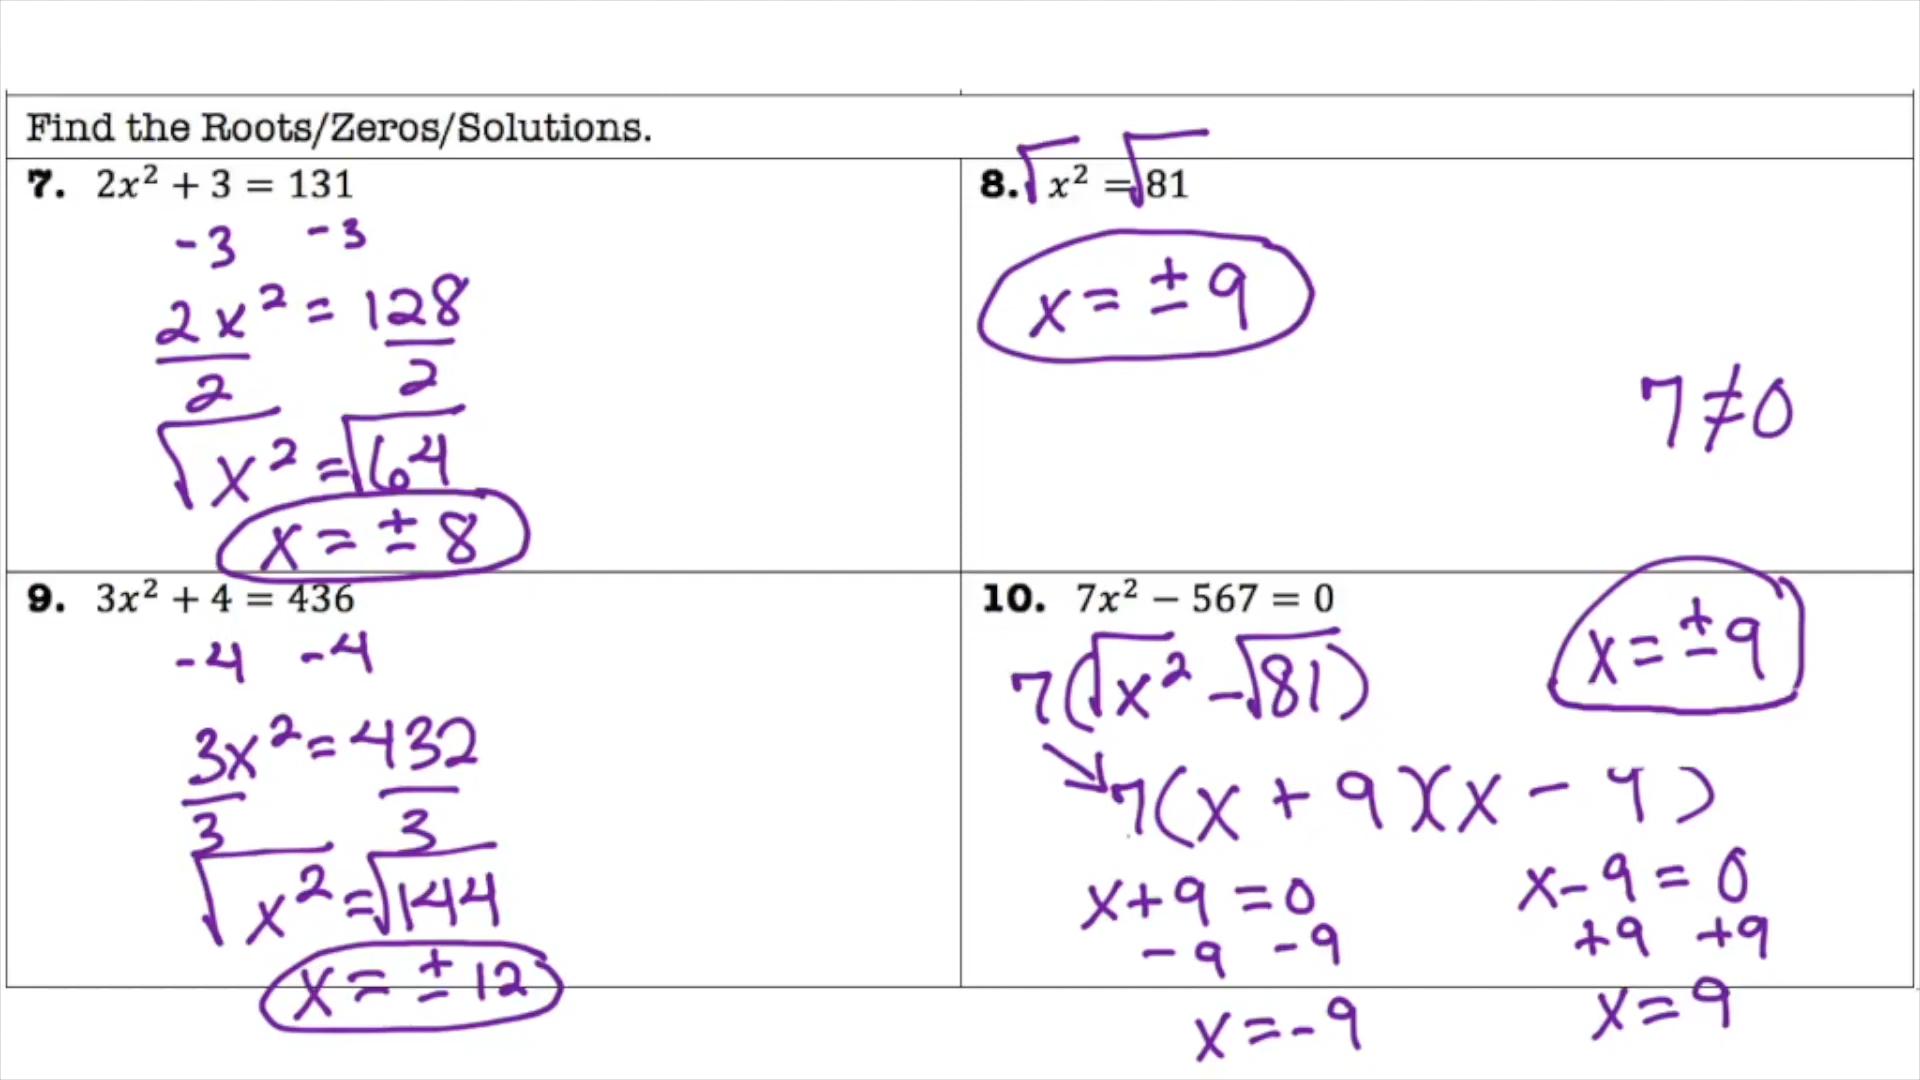 Find the Roots/Zeros/Solutions.
7. 2x² + 3 = 131
-3 -3
2x² = 128
2 2
√x² = √64
x = ± 8
8. √x² = √81
x = ± 9
7 ≠ 0
9. 3x² + 4 = 436
-4 -4
3x² = 432
3 3
√x² = √144
x = ± 12
10. 7x² − 567 = 0
x = ± 9
7(√x² - √81)
7(x + 9)(x - 9)
x + 9 = 0
- 9 - 9
x = - 9
x - 9 = 0
+9 +9
x = 9